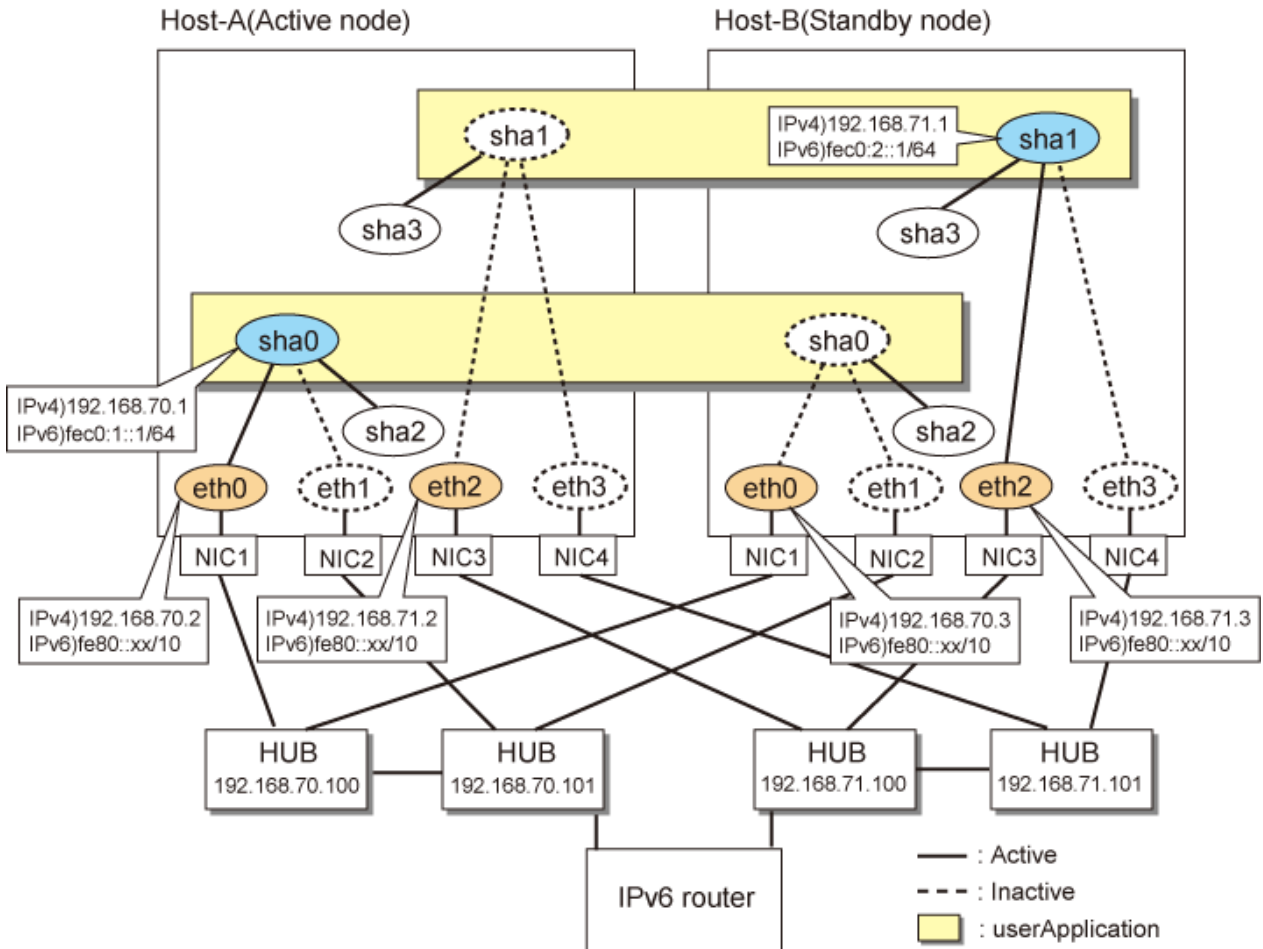 Host-A(Active node)
Host-B(Standby node)
sha1
IPv4)192.168.71.1
IPv6)fec0:2::1/64
sha1
sha3
sha3
sha0
sha0
IPv4)192.168.70.1
IPv6)fec0:1::1/64
sha2
sha2
eth0
eth1
eth2
eth3
eth0
eth1
eth2
eth3
NIC1
NIC2
NIC3
NIC4
NIC1
NIC2
NIC3
NIC4
IPv4)192.168.70.2
IPv6)fe80::xx/10
IPv4)192.168.71.2
IPv6)fe80::xx/10
IPv4)192.168.70.3
IPv6)fe80::xx/10
IPv4)192.168.71.3
IPv6)fe80::xx/10
HUB
192.168.70.100
HUB
192.168.70.101
HUB
192.168.71.100
HUB
192.168.71.101
IPv6 router
: Active
: Inactive
: userApplication